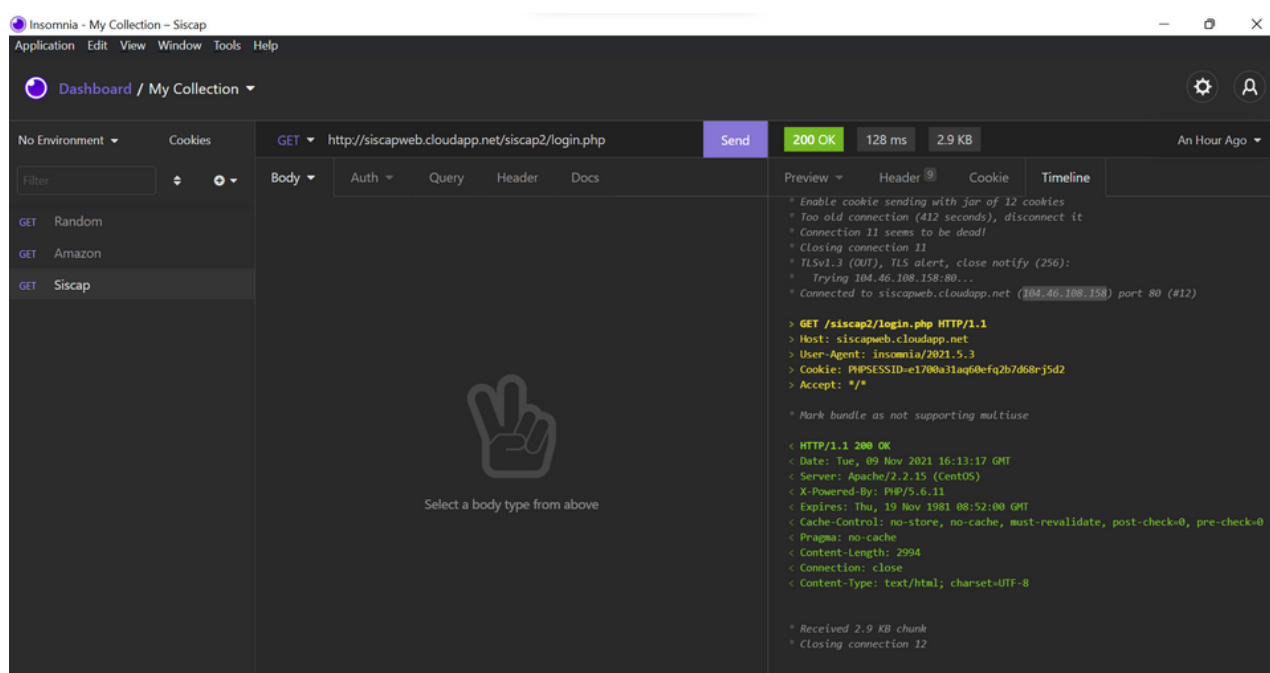 Insomnia - My Collection – Siscap
Application Edit View Window Tools Help
Dashboard / My Collection
No Environment Cookies
Filter
GET Random
GET Amazon
GET Siscap
GET http://siscapweb.cloudapp.net/siscap2/login.php Send
Body Auth Query Header Docs
Select a body type from above
200 OK 128 ms 2.9 KB An Hour Ago
Preview Header 9 Cookie Timeline
* Enable cookie sending with jar of 12 cookies
* Too old connection (412 seconds), disconnect it
* Connection 11 seems to be dead!
* Closing connection 11
* TLSv1.3 (OUT), TLS alert, close notify (256):
* Trying 104.46.108.158:80...
* Connected to siscapweb.cloudapp.net (104.46.108.158) port 80 (#12)
> GET /siscap2/login.php HTTP/1.1
> Host: siscapweb.cloudapp.net
> User-Agent: insomnia/2021.5.3
> Cookie: PHPSESSID=e1700a31aq60efq2b7d68rj5d2
> Accept: */*
* Mark bundle as not supporting multiuse
< HTTP/1.1 200 OK
< Date: Tue, 09 Nov 2021 16:13:17 GMT
< Server: Apache/2.2.15 (CentOS)
< X-Powered-By: PHP/5.6.11
< Expires: Thu, 19 Nov 1981 08:52:00 GMT
< Cache-Control: no-store, no-cache, must-revalidate, post-check=0, pre-check=0
< Pragma: no-cache
< Content-Length: 2994
< Connection: close
< Content-Type: text/html; charset=UTF-8
* Received 2.9 KB chunk
* Closing connection 12